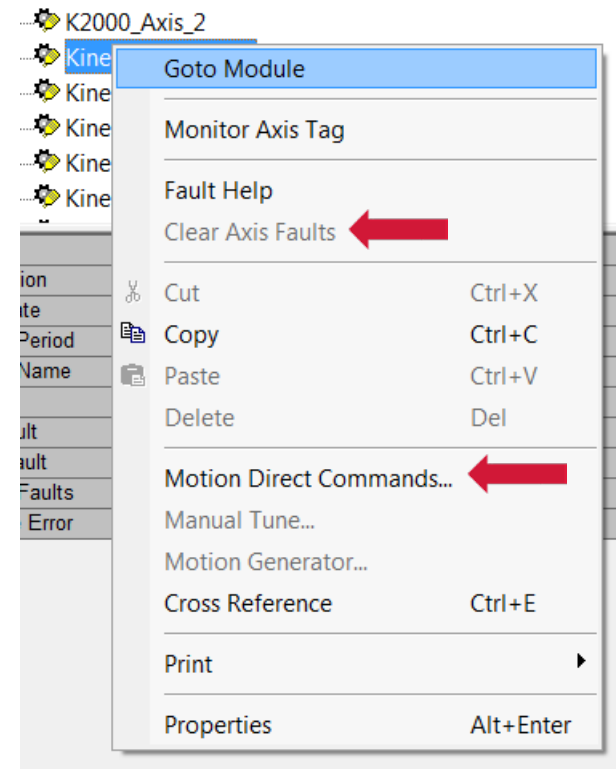 K2000_Axis_2
Kine
Goto Module
Kine
Kine
Monitor Axis Tag
Kine
Kine
Fault Help
Clear Axis Faults
ion
Cut Ctrl+X
te
Period
Copy Ctrl+C
Name
Paste Ctrl+V
Delete Del
ult
ault
Motion Direct Commands...
Faults
Error
Manual Tune...
Motion Generator...
Cross Reference Ctrl+E
Print
Properties Alt+Enter